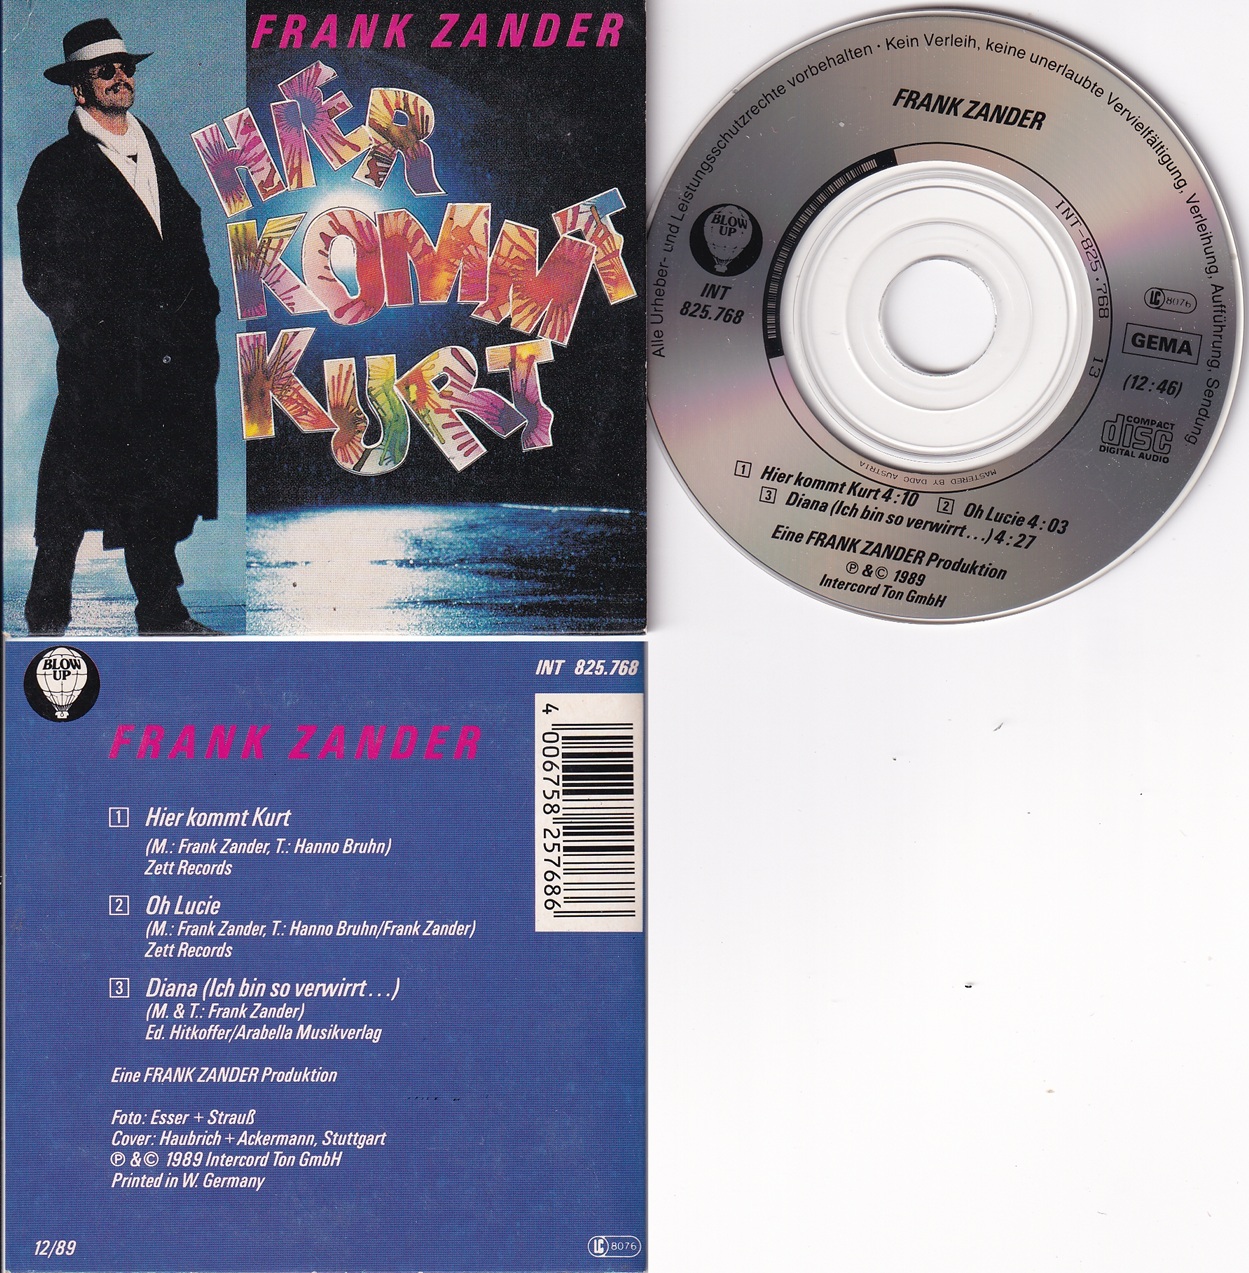 FRANK ZANDER
HIER
KOMMT
KURT
Alle Urheber- und Leistungsschutzrechte vorbehalten · Kein Verleih, keine unerlaubte Vervielfältigung, Verleihung, Aufführung, Sendung
FRANK ZANDER
BLOW
UP
INT
825.768
INT-825.768 13
LC 8076
GEMA
(12:46)
COMPACT
disc
DIGITAL AUDIO
MASTERED BY DADC AUSTRIA
1 Hier kommt Kurt 4:10 2 Oh Lucie 4:03
3 Diana (Ich bin so verwirrt...) 4:27
Eine FRANK ZANDER Produktion
℗ & © 1989
Intercord Ton GmbH
BLOW
UP
INT 825.768
4 006758 257686
FRANK ZANDER
1 Hier kommt Kurt
(M.: Frank Zander, T.: Hanno Bruhn)
Zett Records
2 Oh Lucie
(M.: Frank Zander, T.: Hanno Bruhn/Frank Zander)
Zett Records
3 Diana (Ich bin so verwirrt...)
(M. & T.: Frank Zander)
Ed. Hitkoffer/Arabella Musikverlag
Eine FRANK ZANDER Produktion
Foto: Esser + Strauß
Cover: Haubrich + Ackermann, Stuttgart
℗ & © 1989 Intercord Ton GmbH
Printed in W. Germany
12/89
LC 8076